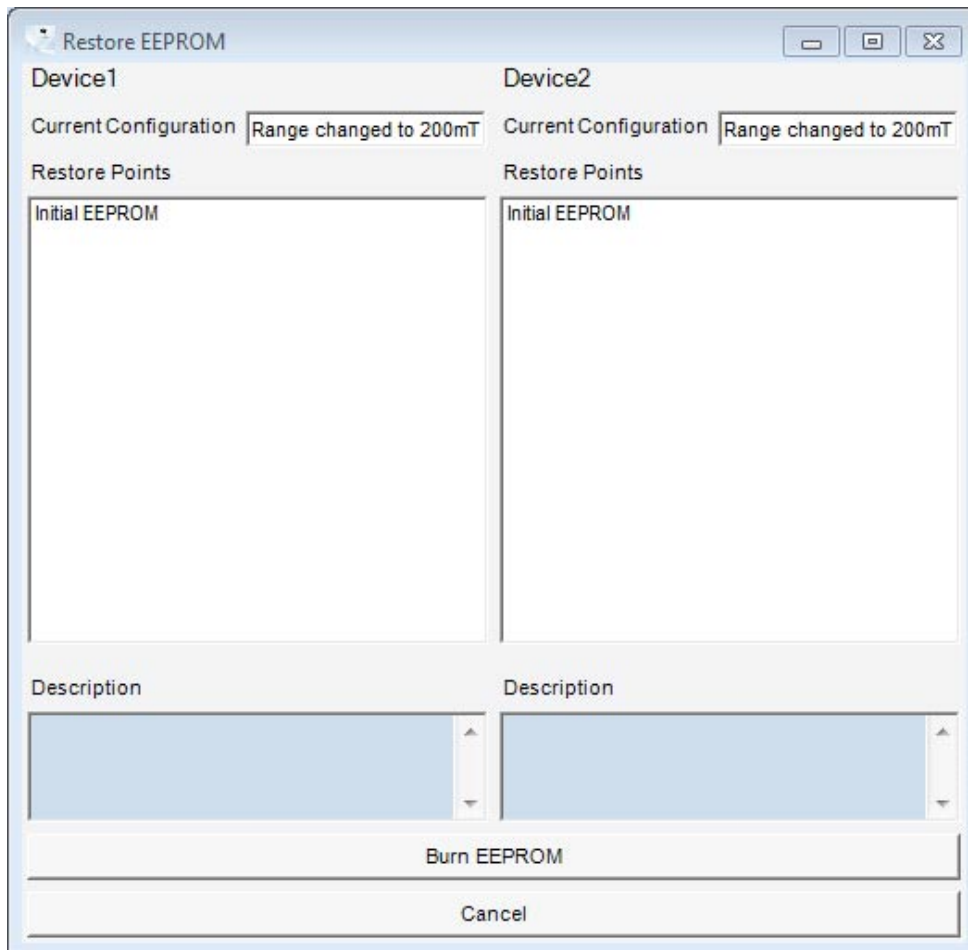 Restore EEPROM
Device1
Device2
Current Configuration
Range changed to 200mT
Current Configuration
Range changed to 200mT
Restore Points
Restore Points
Initial EEPROM
Initial EEPROM
Description
Description
Burn EEPROM
Cancel